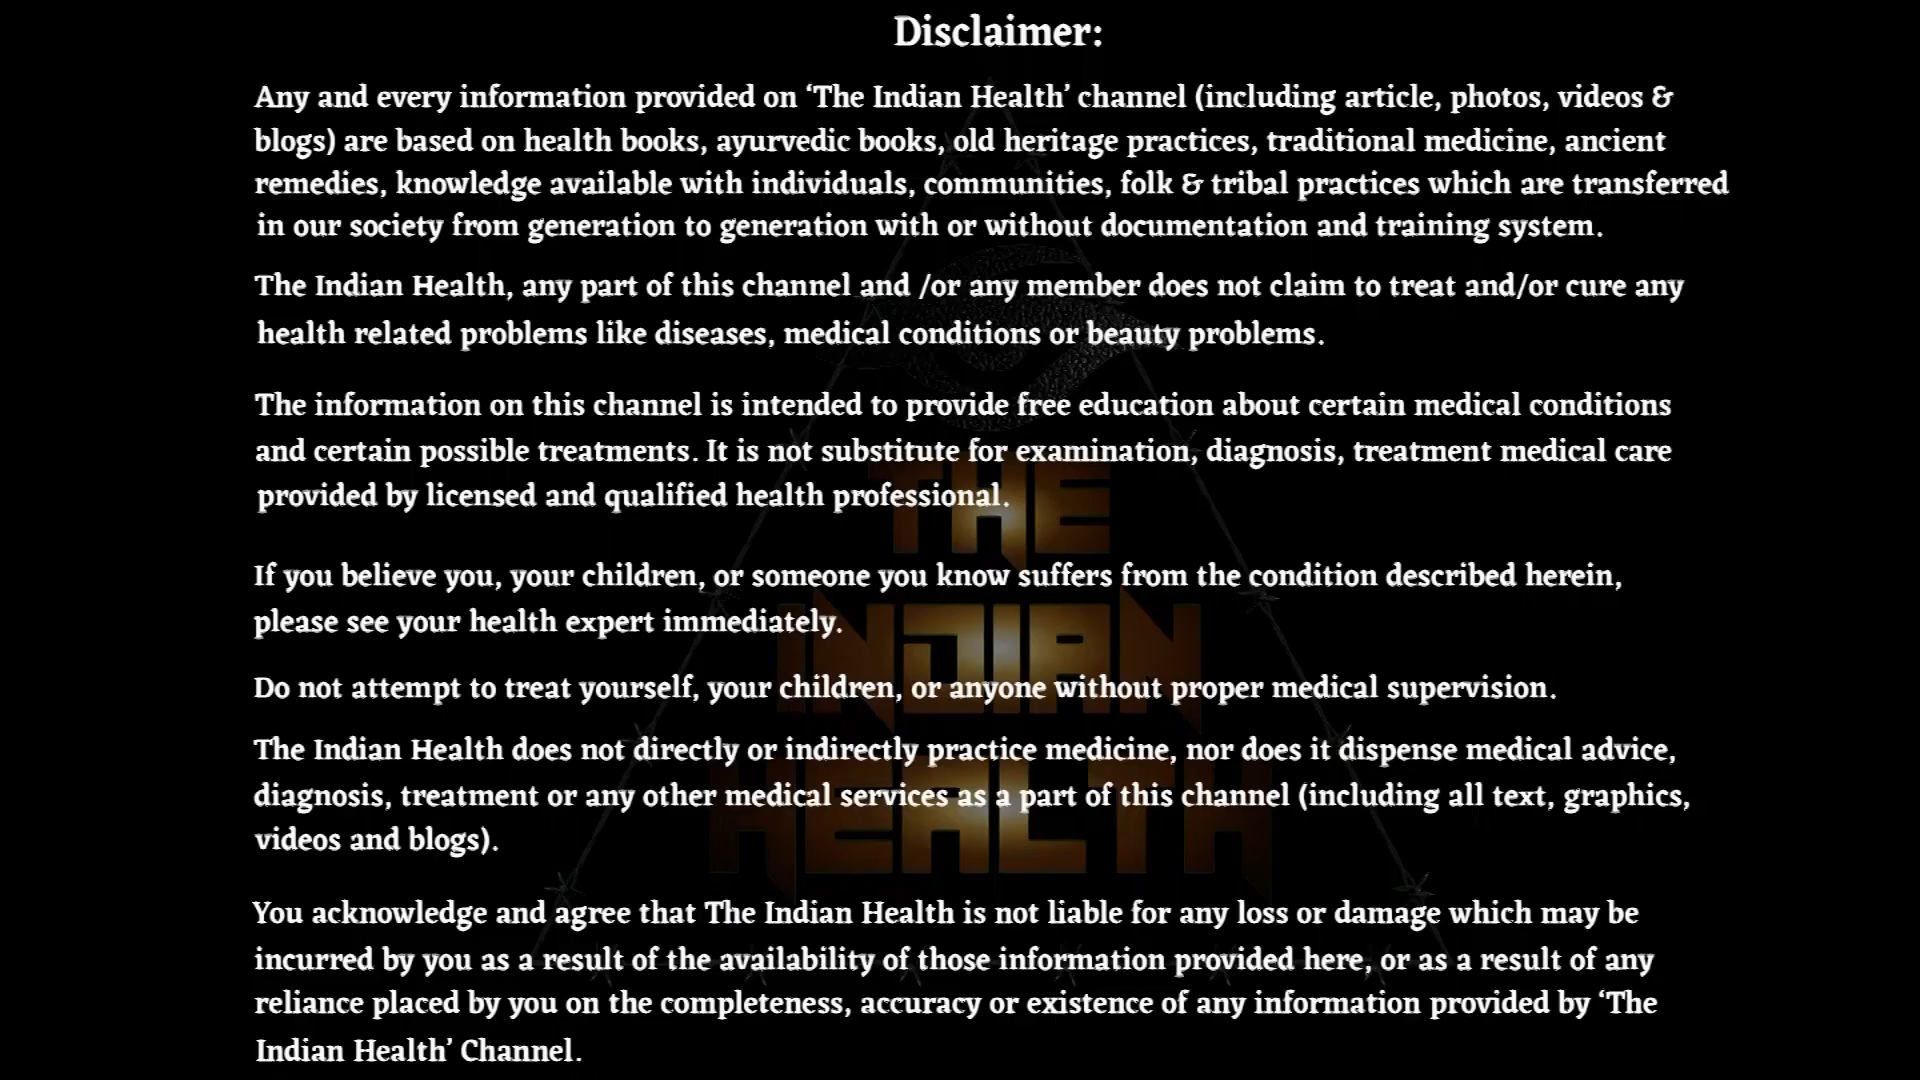 Disclaimer:
Any and every information provided on ‘The Indian Health’ channel (including article, photos, videos &
blogs) are based on health books, ayurvedic books, old heritage practices, traditional medicine, ancient
remedies, knowledge available with individuals, communities, folk & tribal practices which are transferred
in our society from generation to generation with or without documentation and training system.
The Indian Health, any part of this channel and /or any member does not claim to treat and/or cure any
health related problems like diseases, medical conditions or beauty problems.
The information on this channel is intended to provide free education about certain medical conditions
and certain possible treatments. It is not substitute for examination, diagnosis, treatment medical care
provided by licensed and qualified health professional.
If you believe you, your children, or someone you know suffers from the condition described herein,
please see your health expert immediately.
Do not attempt to treat yourself, your children, or anyone without proper medical supervision.
The Indian Health does not directly or indirectly practice medicine, nor does it dispense medical advice,
diagnosis, treatment or any other medical services as a part of this channel (including all text, graphics,
videos and blogs).
You acknowledge and agree that The Indian Health is not liable for any loss or damage which may be
incurred by you as a result of the availability of those information provided here, or as a result of any
reliance placed by you on the completeness, accuracy or existence of any information provided by ‘The
Indian Health’ Channel.
THE
INDIAN
HEALTH